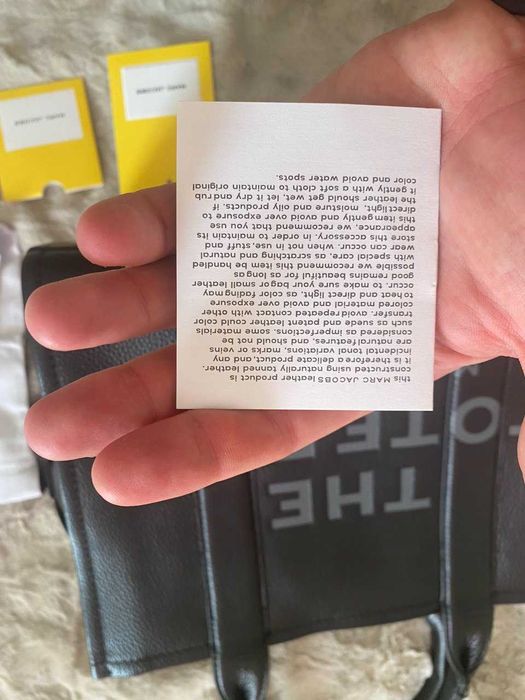 this MARC JACOBS leather product is
constructed using naturally tanned leather.
it is therefore a delicate product, and any
incidental tonal variations, marks or veins
are natural features, and should not be
considered as imperfections. some materials
such as suede and patent leather could color
transfer. avoid repeated contact with other
colored material and avoid over exposure
to heat and direct light, as color fading may
occur. to make sure your bag or small leather
good remains beautiful for as long as
possible we recommend this item be handled
with special care, as scratching and natural
wear can occur. when not in use, stuff and
store this accessory. in order to maintain its
appearance, we recommend that you use
this item gently and avoid over exposure to
direct light, moisture and oily products. if
the leather should get wet, let it dry and rub
it gently with a soft cloth to maintain original
color and avoid water spots.
THE
TOTE
MARC JACOBS
MARC JACOBS